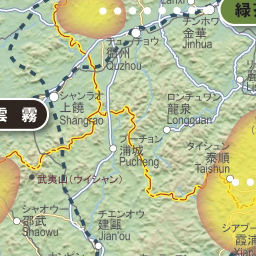 Lanxi
緑
チンホワ
金華
Jinhua
チュイチョウ
衢州
Quzhou
シャンラオ
上饒
Shangrao
雲 霧
ロンチュワン
龍泉
Longquan
プーチョン
浦城
Pucheng
タイシュン
泰順
Taishun
武夷山(ウイシャン)
シャオウー
邵武
Shaowu
チエンオウ
建甌
Jian'ou
シアプー
霞浦